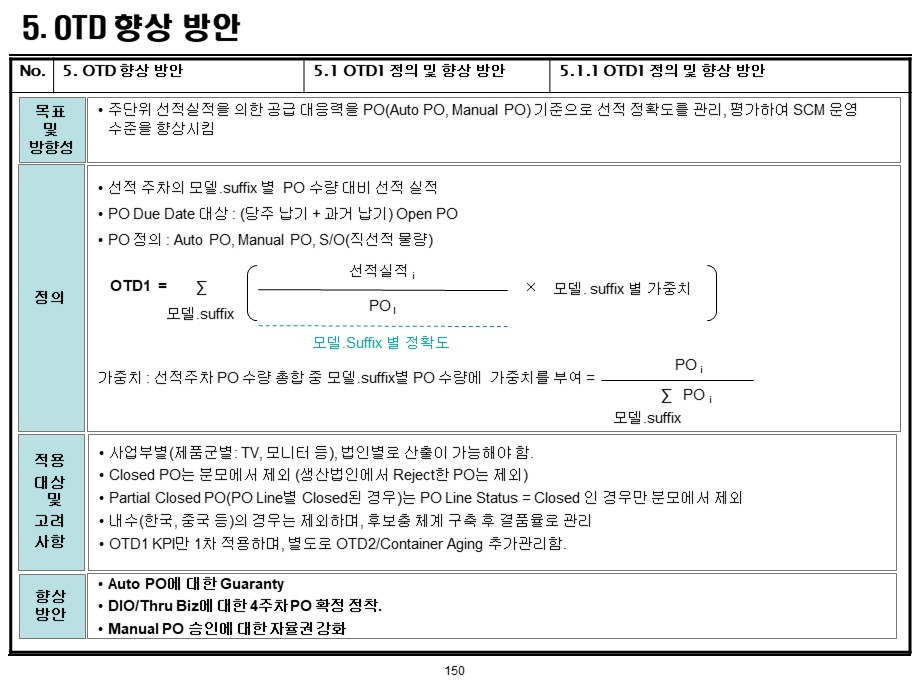 5. OTD 향상 방안
No. 5. OTD 향상 방안 5.1 OTD1 정의 및 향상 방안 5.1.1 OTD1 정의 및 향상 방안
목표
및
방향성
• 주단위 선적실적을 의한 공급 대응력을 PO(Auto PO, Manual PO) 기준으로 선적 정확도를 관리, 평가하여 SCM 운영
수준을 향상시킴
정의
• 선적 주차의 모델.suffix 별 PO 수량 대비 선적 실적
• PO Due Date 대상 : (당주 납기 + 과거 납기) Open PO
• PO 정의 : Auto PO, Manual PO, S/O(직선적 물량)
OTD1 = ∑ 선적실적 i × 모델. suffix 별 가중치
모델.suffix PO I
모델.Suffix 별 정확도
가중치 : 선적주차 PO 수량 총합 중 모델.suffix별 PO 수량에 가중치를 부여 = PO i
∑ PO i
모델.suffix
적용
대상
및
고려
사항
• 사업부별(제품군별: TV, 모니터 등), 법인별로 산출이 가능해야 함.
• Closed PO는 분모에서 제외 (생산법인에서 Reject한 PO는 제외)
• Partial Closed PO(PO Line별 Closed된 경우)는 PO Line Status = Closed 인 경우만 분모에서 제외
• 내수(한국, 중국 등)의 경우는 제외하며, 후보충 체계 구축 후 결품율로 관리
• OTD1 KPI만 1차 적용하며, 별도로 OTD2/Container Aging 추가관리함.
향상
방안
• Auto PO에 대한 Guaranty
• DIO/Thru Biz에 대한 4주차 PO 확정 정착.
• Manual PO 승인에 대한 자율권 강화
150